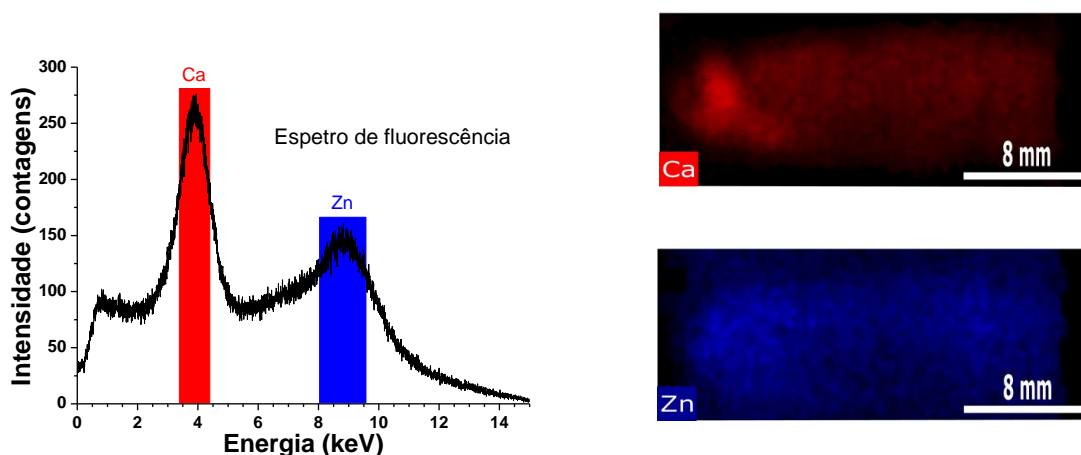 Intensidade (contagens)
300
250
200
150
100
50
0
Ca
Zn
Espetro de fluorescência
0 2 4 6 8 10 12 14
Energia (keV)
Ca
8 mm
Zn
8 mm